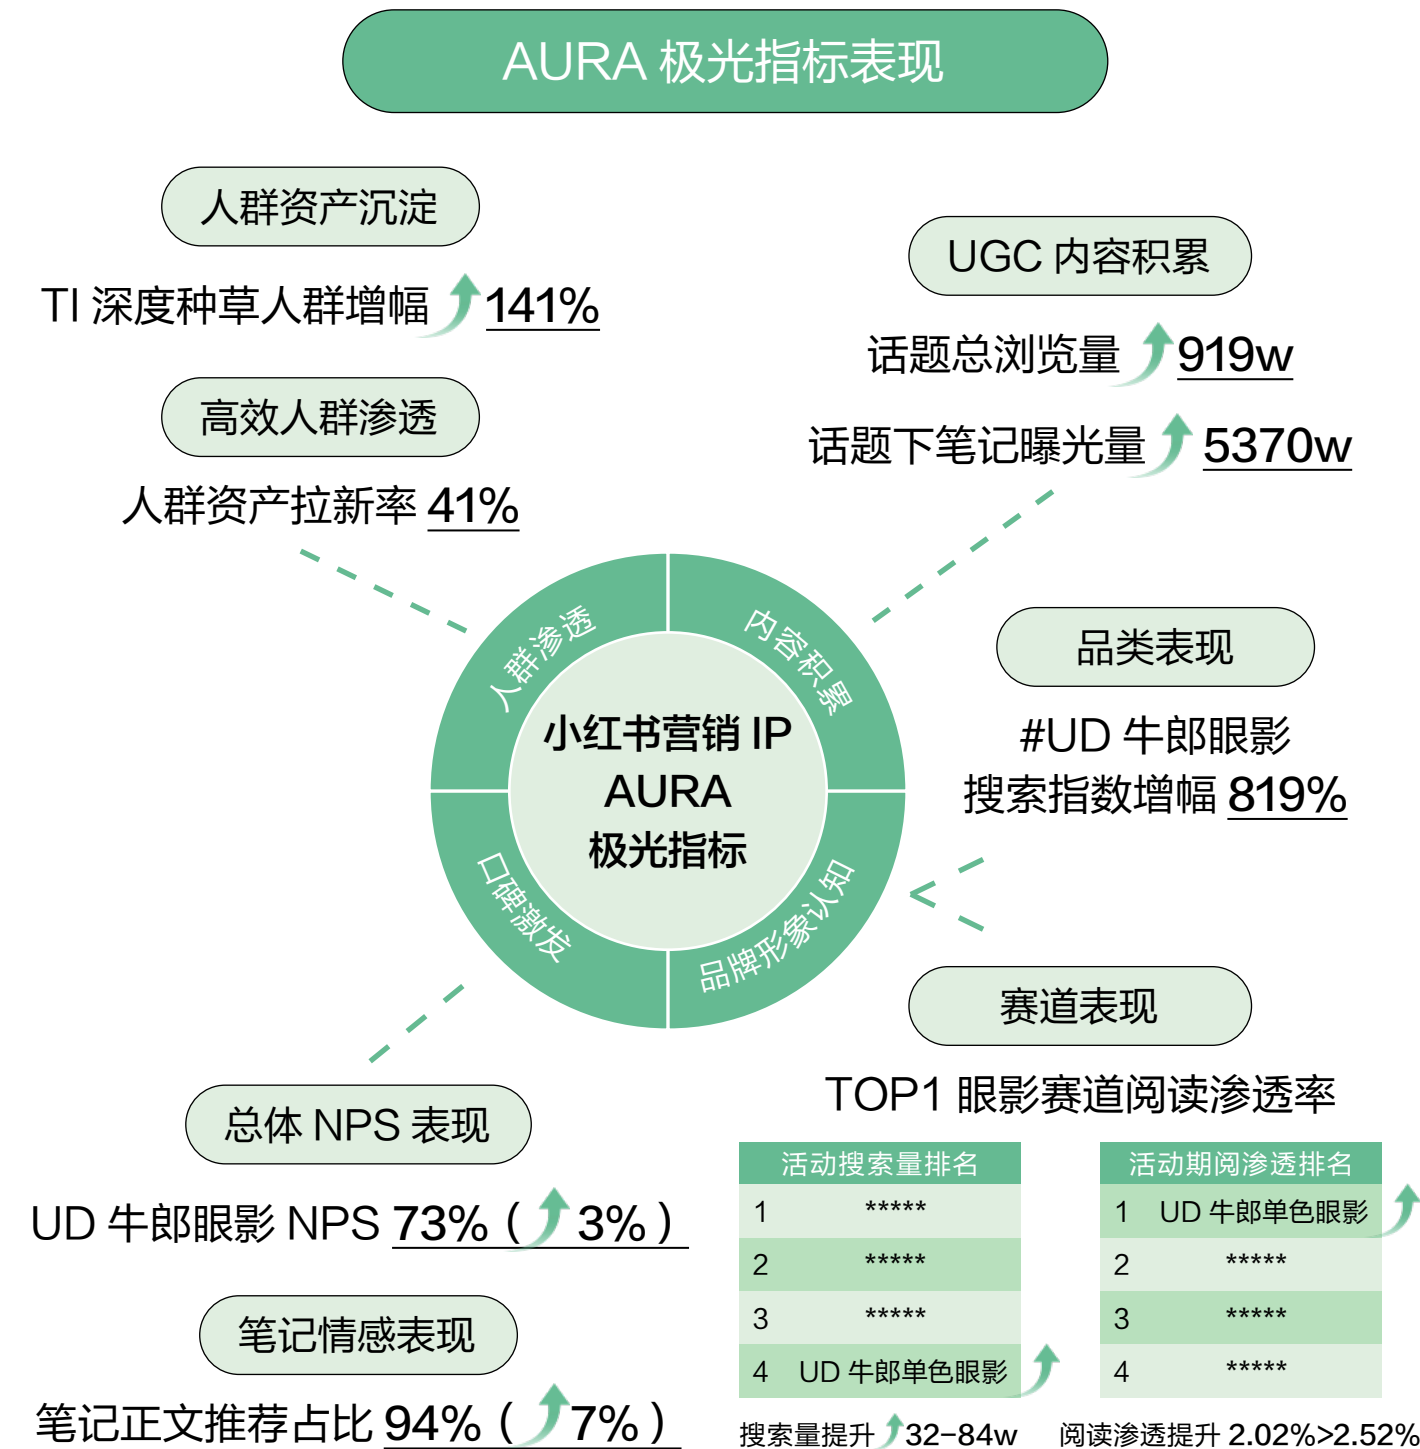 AURA 极光指标表现
人群资产沉淀
TI 深度种草人群增幅 141%
高效人群渗透
人群资产拉新率 41%
UGC 内容积累
话题总浏览量 919w
话题下笔记曝光量 5370w
人群渗透
内容积累
口碑激发
品牌形象认知
小红书营销 IP
AURA
极光指标
品类表现
#UD 牛郎眼影
搜索指数增幅 819%
赛道表现
TOP1 眼影赛道阅读渗透率
总体 NPS 表现
UD 牛郎眼影 NPS 73% ( 3% )
笔记情感表现
笔记正文推荐占比 94% ( 7% )
活动搜索量排名
1 *****
2 *****
3 *****
4 UD 牛郎单色眼影
搜索量提升 32-84w
活动期阅渗透排名
1 UD 牛郎单色眼影
2 *****
3 *****
4 *****
阅读渗透提升 2.02%>2.52%